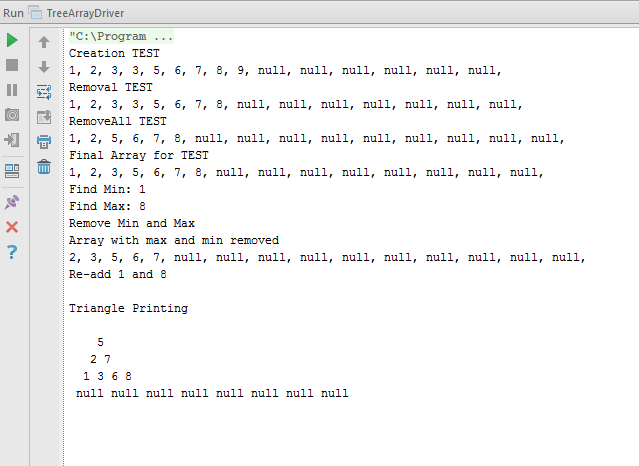 Run TreeArrayDriver
"C:\Program ...
Creation TEST
1, 2, 3, 3, 5, 6, 7, 8, 9, null, null, null, null, null, null,
Removal TEST
1, 2, 3, 3, 5, 6, 7, 8, null, null, null, null, null, null, null,
RemoveAll TEST
1, 2, 5, 6, 7, 8, null, null, null, null, null, null, null, null, null,
Final Array for TEST
1, 2, 3, 5, 6, 7, 8, null, null, null, null, null, null, null, null,
Find Min: 1
Find Max: 8
Remove Min and Max
Array with max and min removed
2, 3, 5, 6, 7, null, null, null, null, null, null, null, null, null, null,
Re-add 1 and 8
Triangle Printing
5
2 7
1 3 6 8
null null null null null null null null